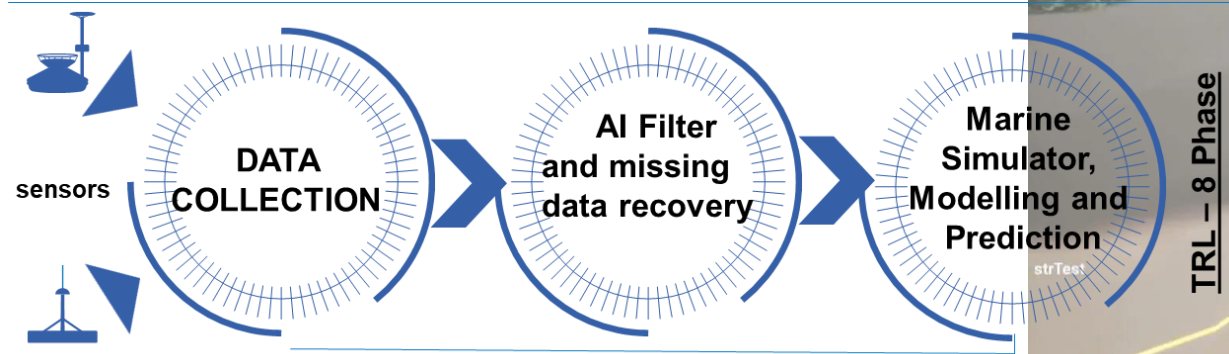 sensors
DATA
COLLECTION
AI Filter
and missing
data recovery
Marine
Simulator,
Modelling and
Prediction
strTest
TRL – 8 Phase